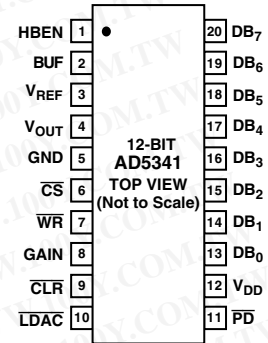 HBEN 1 20 DB7
BUF 2 19 DB6
VREF 3 18 DB5
VOUT 4 17 DB4
GND 5 16 DB3
CS 6 15 DB2
WR 7 14 DB1
GAIN 8 13 DB0
CLR 9 12 VDD
LDAC 10 11 PD
12-BIT
AD5341
TOP VIEW
(Not to Scale)